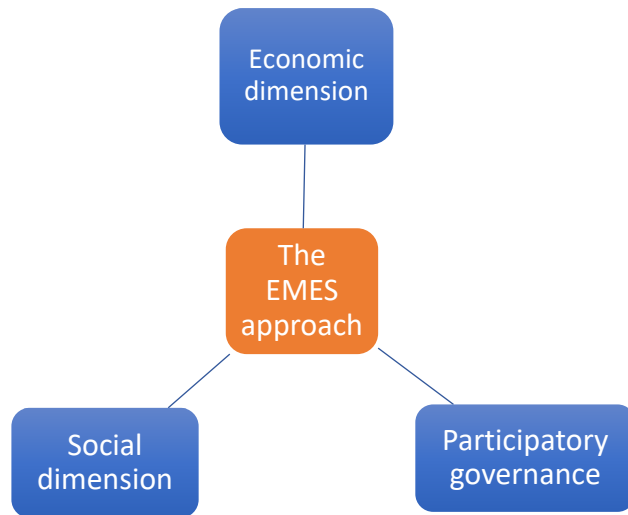 Economic
dimension
The
EMES
approach
Social
dimension
Participatory
governance